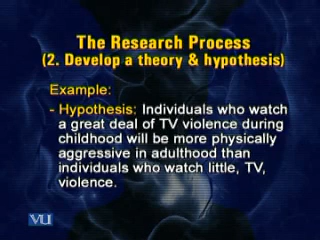 The Research Process
(2. Develop a theory & hypothesis)
Example:
- Hypothesis: Individuals who watch
a great deal of TV violence during
childhood will be more physically
aggressive in adulthood than
individuals who watch little, TV,
violence.
VU